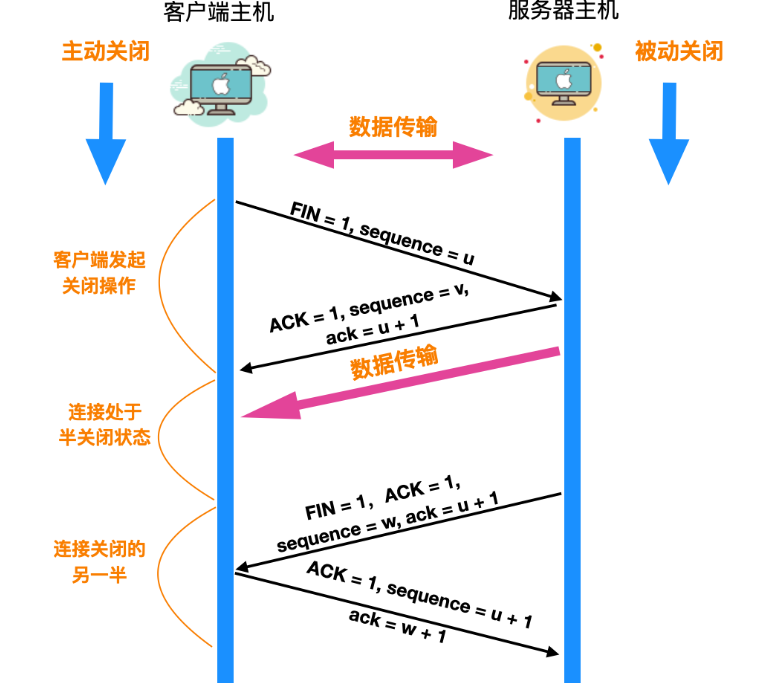 客户端主机
服务器主机
主动关闭
被动关闭
数据传输
FIN = 1, sequence = u
客户端发起
关闭操作
ACK = 1, sequence = v,
ack = u + 1
数据传输
连接处于
半关闭状态
FIN = 1, ACK = 1,
sequence = w, ack = u + 1
连接关闭的
另一半
ACK = 1, sequence = u + 1
ack = w + 1